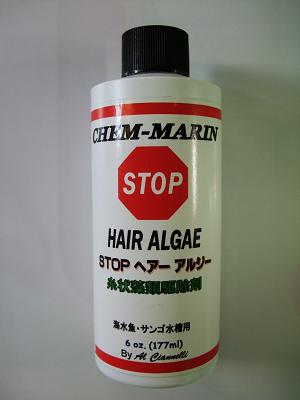 CHEM-MARIN
STOP
HAIR ALGAE
STOP ヘアー アルジー
糸状藻類駆除剤
海水魚・サンゴ水槽用
6 oz. (177ml)
By Al Ciannelli